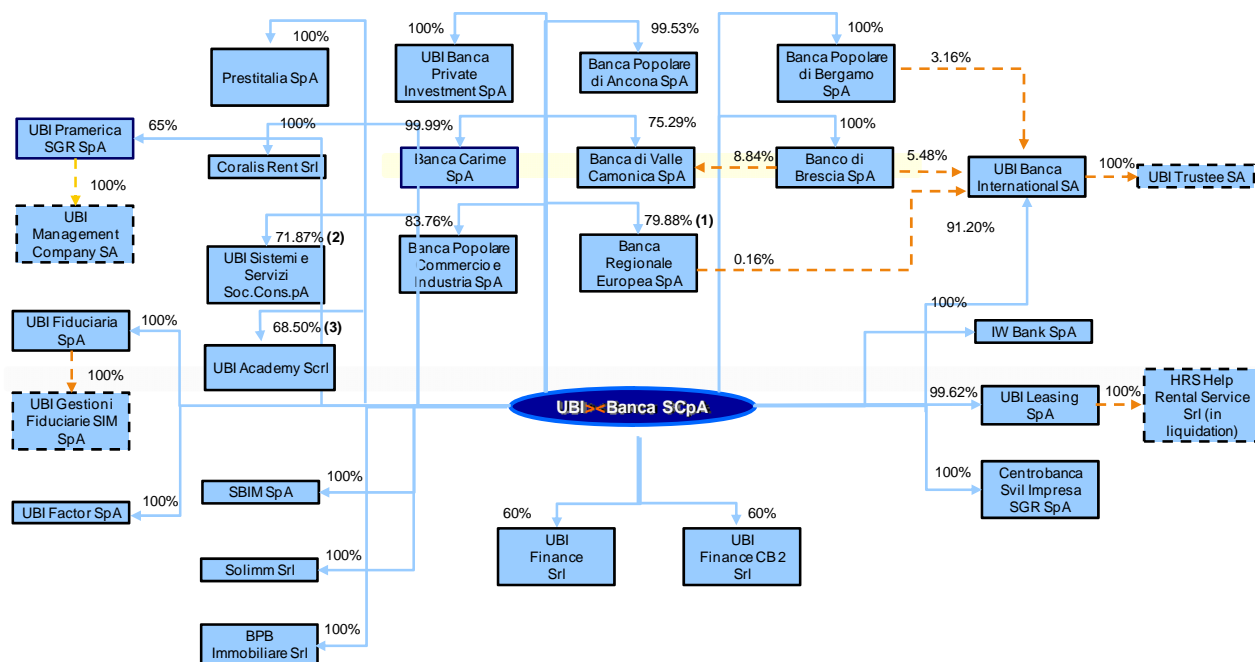 100%
100%
99.53%
100%
Prestitalia SpA
UBI Banca
Private
Investment SpA
Banca Popolare
di Ancona SpA
Banca Popolare
di Bergamo
SpA
3.16%
UBI Pramerica
SGR SpA
65%
100%
99.99%
75.29%
100%
Coralis Rent Srl
Banca Carime
SpA
Banca di Valle
Camonica SpA
8.84%
Banco di
Brescia SpA
5.48%
UBI Banca
International SA
100%
UBI Trustee SA
100%
UBI
Management
Company SA
71.87% (2)
83.76%
79.88% (1)
91.20%
UBI Sistemi e
Servizi
Soc.Cons.pA
Banca Popolare
Commercio e
Industria SpA
Banca
Regionale
Europea SpA
0.16%
UBI Fiduciaria
SpA
100%
68.50% (3)
100%
IW Bank SpA
UBI Academy Scrl
100%
UBI Gestioni
Fiduciarie SIM
SpA
UBI><Banca SCpA
99.62%
UBI Leasing
SpA
100%
HRS Help
Rental Service
Srl (in
liquidation)
SBIM SpA
100%
100%
Centrobanca
Svil Impresa
SGR SpA
UBI Factor SpA
100%
60%
60%
UBI
Finance
Srl
UBI
Finance CB 2
Srl
Solimm Srl
100%
BPB
Immobiliare Srl
100%